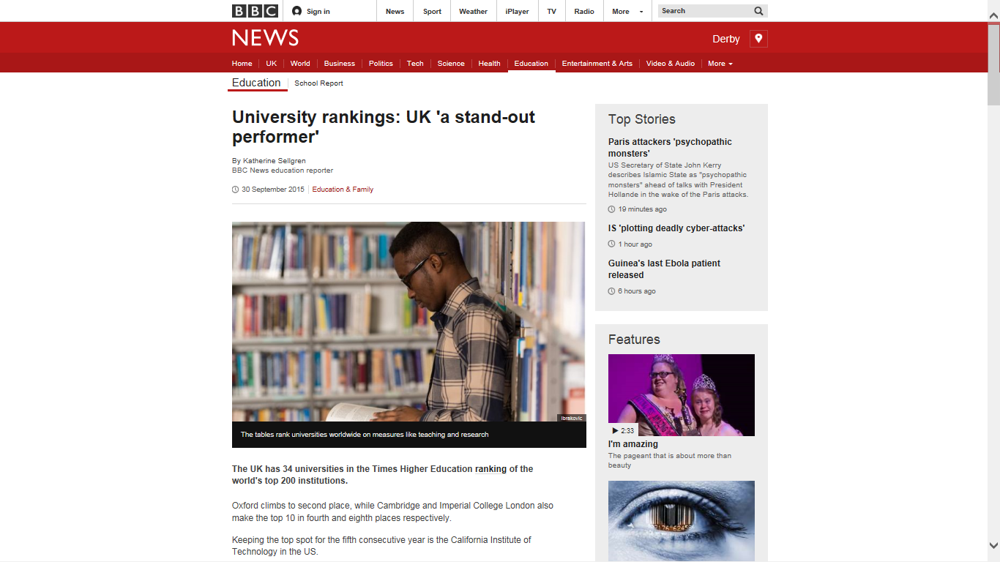 BBC Sign in News Sport Weather iPlayer TV Radio More Search
NEWS Derby
Home UK World Business Politics Tech Science Health Education Entertainment & Arts Video & Audio More
Education School Report
University rankings: UK 'a stand-out
performer'
By Katherine Sellgren
BBC News education reporter
30 September 2015 Education & Family
Ibrakovic
The tables rank universities worldwide on measures like teaching and research
The UK has 34 universities in the Times Higher Education ranking of the
world's top 200 institutions.
Oxford climbs to second place, while Cambridge and Imperial College London also
make the top 10 in fourth and eighth places respectively.
Keeping the top spot for the fifth consecutive year is the California Institute of
Technology in the US.
Top Stories
Paris attackers 'psychopathic
monsters'
US Secretary of State John Kerry
describes Islamic State as "psychopathic
monsters" ahead of talks with President
Hollande in the wake of the Paris attacks.
19 minutes ago
IS 'plotting deadly cyber-attacks'
1 hour ago
Guinea's last Ebola patient
released
6 hours ago
Features
2:33
I'm amazing
The pageant that is about more than
beauty